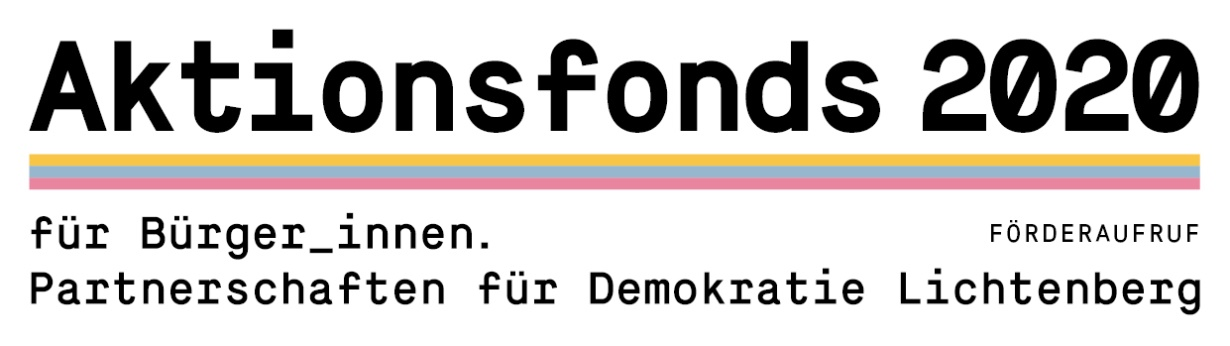 Aktionsfonds 2020
für Bürger_innen.
FÖRDERAUFRUF
Partnerschaften für Demokratie Lichtenberg